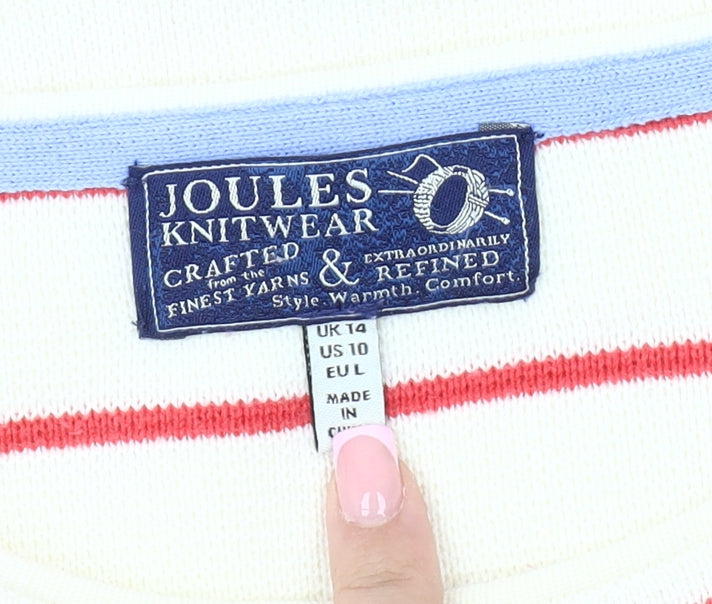 JOULES
KNITWEAR
CRAFTED
from the
FINEST YARNS
&
EXTRAORDINARILY
REFINED
Style. Warmth. Comfort.
UK 14
US 10
EU L
MADE
IN